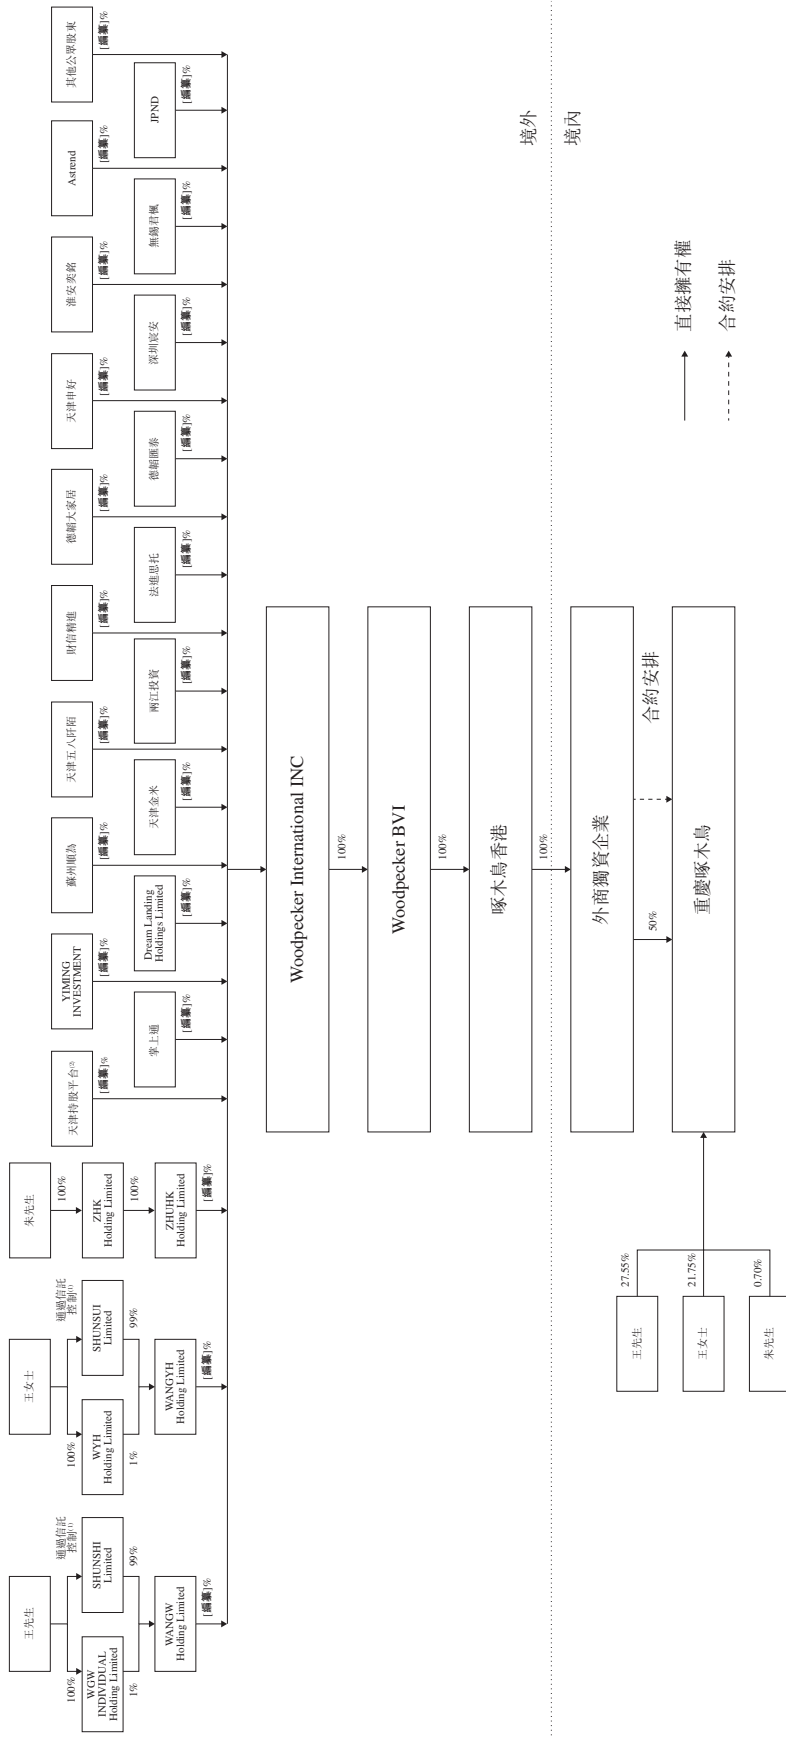 王先生
100%
通過信託
控制⁽¹⁾
WGW
INDIVIDUAL
Holding Limited
SHUNSHI
Limited
1%
99%
WANGW
Holding Limited
[編纂]%
王女士
100%
通過信託
控制⁽¹⁾
WYH
Holding Limited
SHUNSUI
Limited
1%
99%
WANGYH
Holding Limited
[編纂]%
朱先生
100%
ZHK
Holding Limited
100%
ZHUHK
Holding Limited
[編纂]%
天津持股平台⁽²⁾
[編纂]%
掌上通
[編纂]%
YIMING
INVESTMENT
[編纂]%
Dream Landing
Holdings Limited
[編纂]%
蘇州順為
[編纂]%
天津金米
[編纂]%
天津五八阡陌
[編纂]%
兩江投資
[編纂]%
財信精進
[編纂]%
法進思托
[編纂]%
德韜大家居
[編纂]%
德韜匯泰
[編纂]%
天津申好
[編纂]%
深圳宸安
[編纂]%
淮安奕銘
[編纂]%
無錫君楓
[編纂]%
Astrend
[編纂]%
JPND
[編纂]%
其他公眾股東
[編纂]%
Woodpecker International INC
100%
Woodpecker BVI
100%
啄木鳥香港
100%
境外
境內
外商獨資企業
50%
合約安排
重慶啄木鳥
王先生
27.55%
王女士
21.75%
朱先生
0.70%
直接擁有權
合約安排